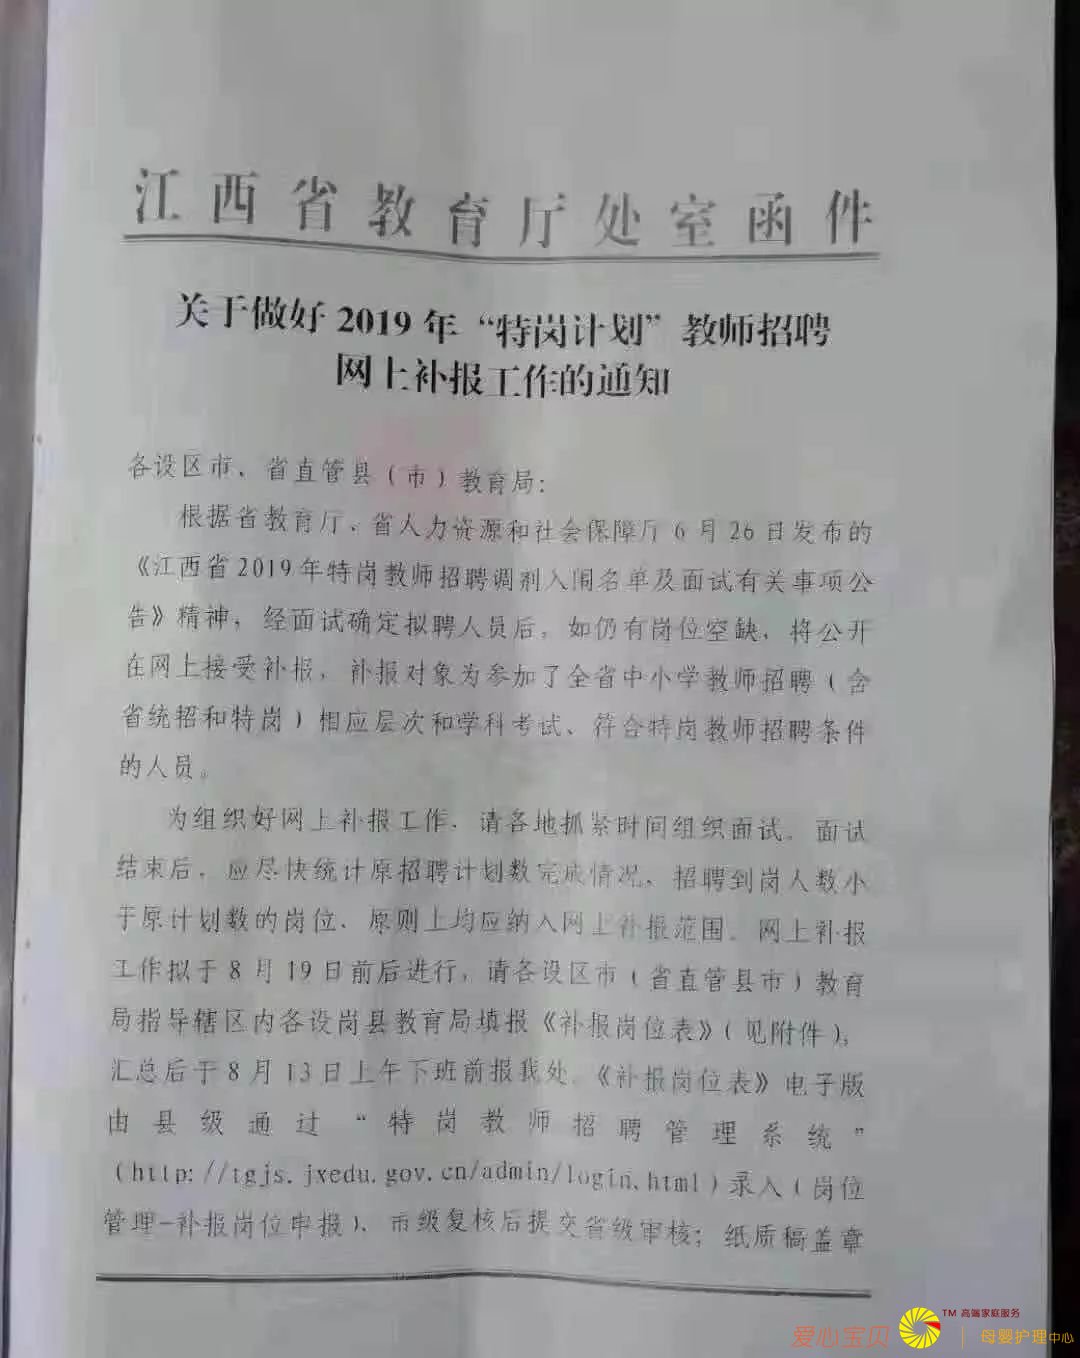 江西省教育厅处室函件
关于做好2019年“特岗计划”教师招聘
网上补报工作的通知
各设区市、省直管县（市）教育局：
根据省教育厅、省人力资源和社会保障厅6月26日发布的
《江西省2019年特岗教师招聘调剂入闱名单及面试有关事项公
告》精神，经面试确定拟聘人员后，如仍有岗位空缺，将公开
在网上接受补报，补报对象为参加了全省中小学教师招聘（含
省统招和特岗）相应层次和学科考试、符合特岗教师招聘条件
的人员。
为组织好网上补报工作，请各地抓紧时间组织面试。面试
结束后，应尽快统计原招聘计划数完成情况，招聘到岗人数小
于原计划数的岗位，原则上均应纳入网上补报范围。网上补报
工作拟于8月19日前后进行，请各设区市（省直管县市）教育
局指导辖区内各设岗县教育局填报《补报岗位表》（见附件），
汇总后于8月13日上午下班前报我处。《补报岗位表》电子版
由县级通过“特岗教师招聘管理系统”
（http://tgjs.jxedu.gov.cn/admin/login.html）录入（岗位
管理-补报岗位申报），市级复核后提交省级审核；纸质稿盖章
爱心宝贝 TM 高端家庭服务 母婴护理中心